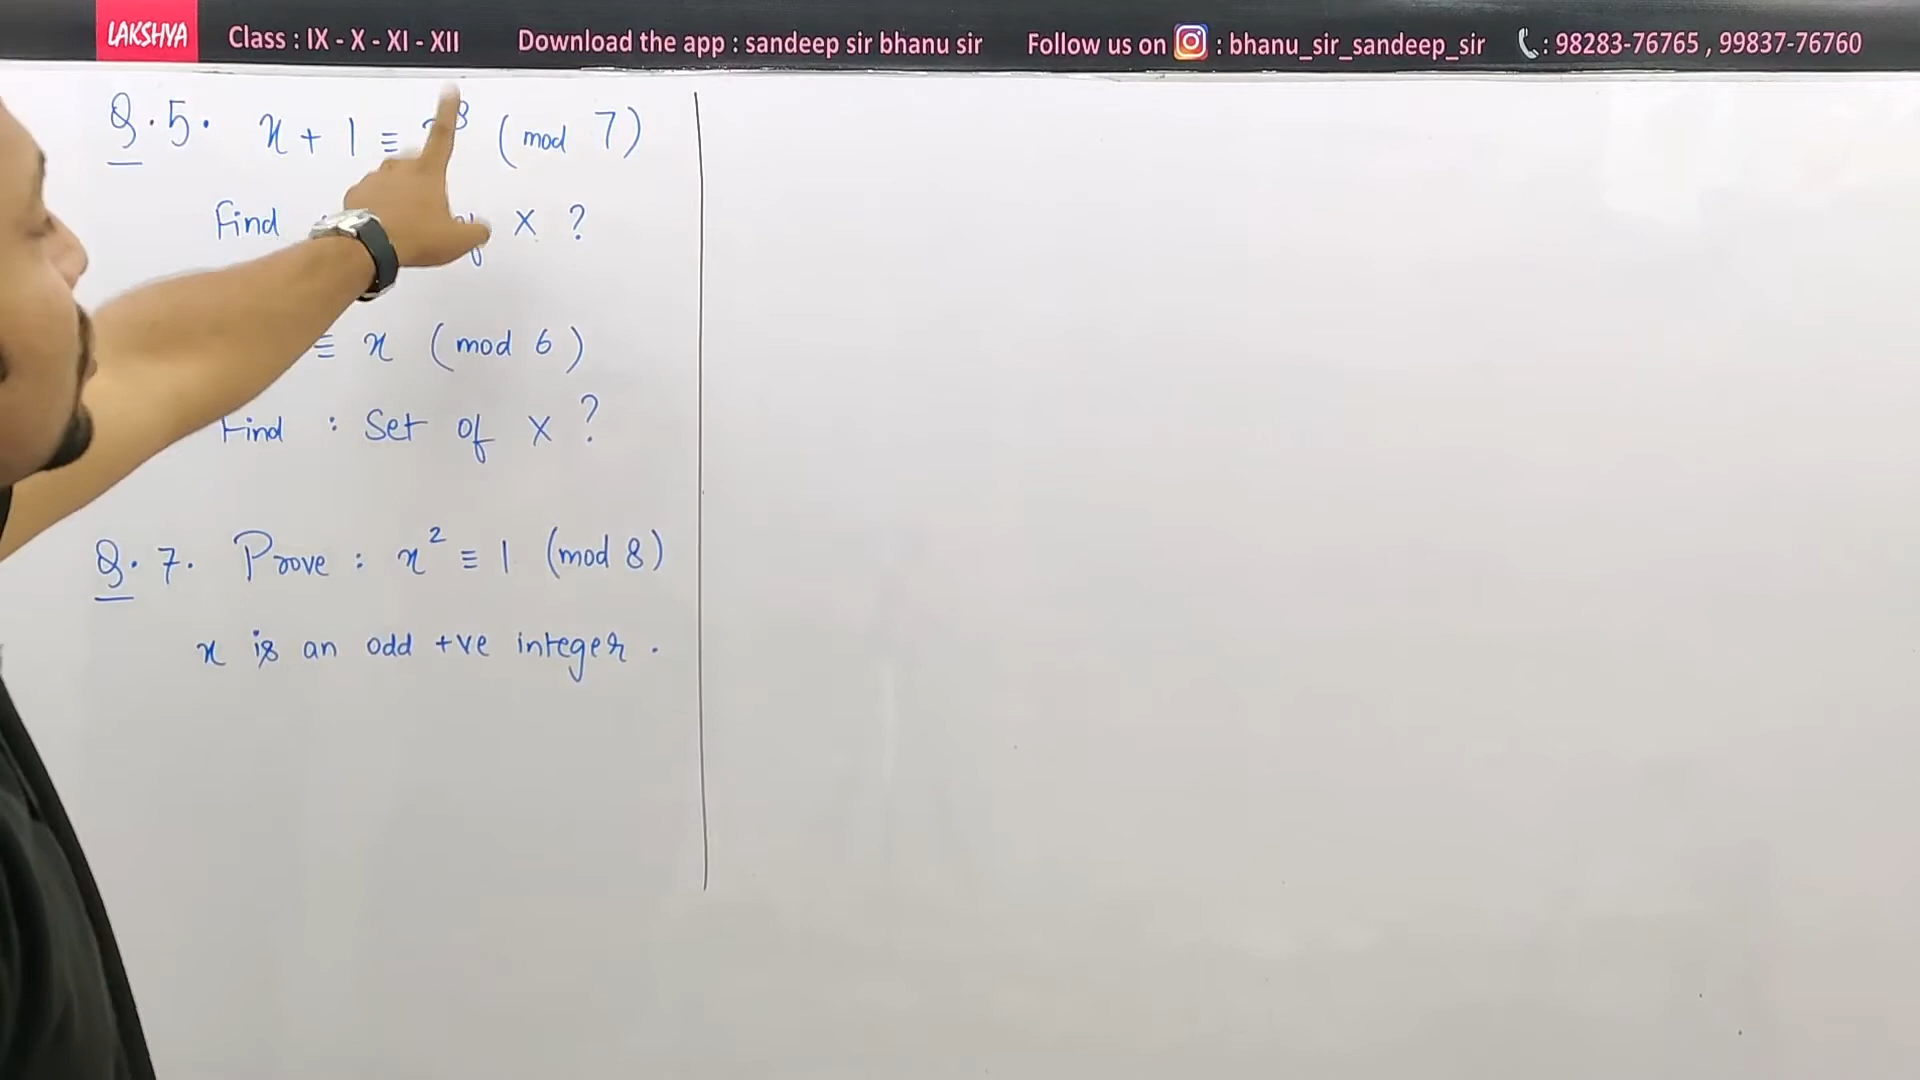 LAKSHYA Class : IX - X - XI - XII Download the app : sandeep sir bhanu sir Follow us on : bhanu_sir_sandeep_sir : 98283-76765 , 99837-76760
Q.5. x + 1 ≡ (mod 7)
Find of X ?
≡ x (mod 6)
Find : Set of X ?
Q.7. Prove : x² ≡ 1 (mod 8)
x is an odd +ve integer .